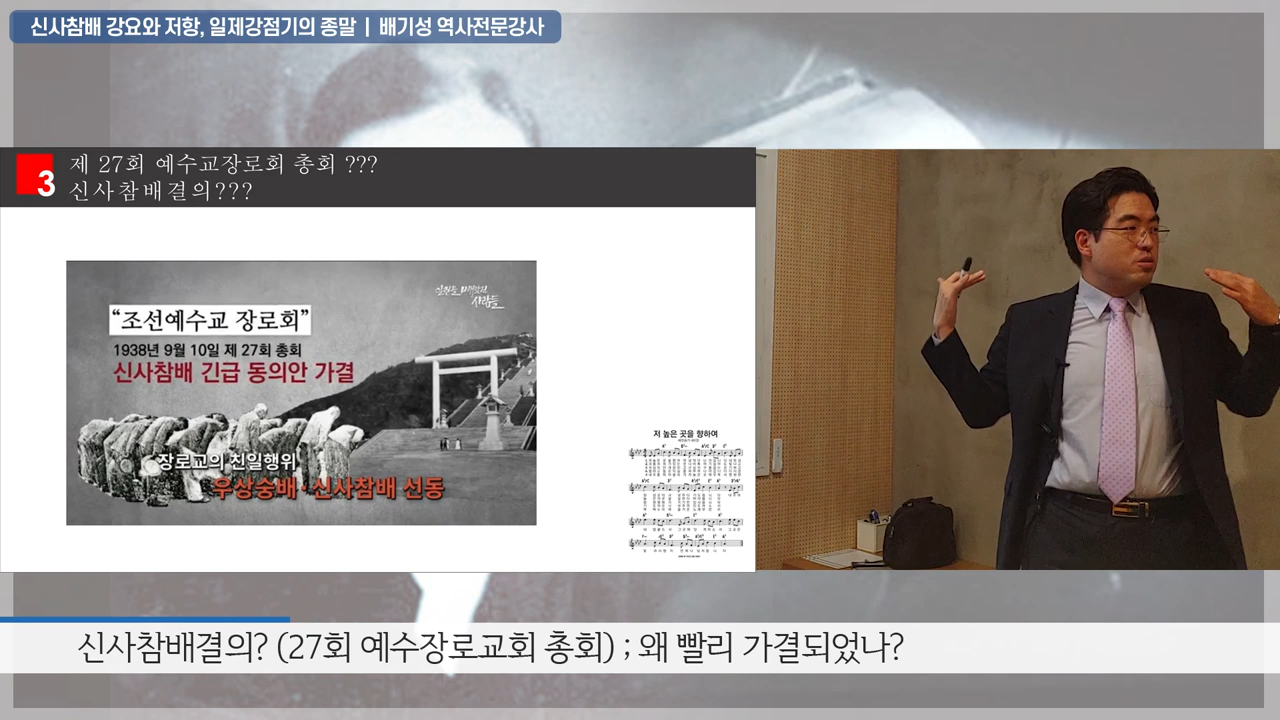 신사참배 강요와 저항, 일제강점기의 종말 | 배기성 역사전문강사
3
제 27회 예수교장로회 총회 ???
신사참배결의???
“조선예수교 장로회”
1938년 9월 10일 제 27회 총회
신사참배 긴급 동의안 가결
장로교의 친일행위
우상숭배·신사참배 선동
저 높은 곳을 향하여
신사참배결의? (27회 예수장로교회 총회) ; 왜 빨리 가결되었나?